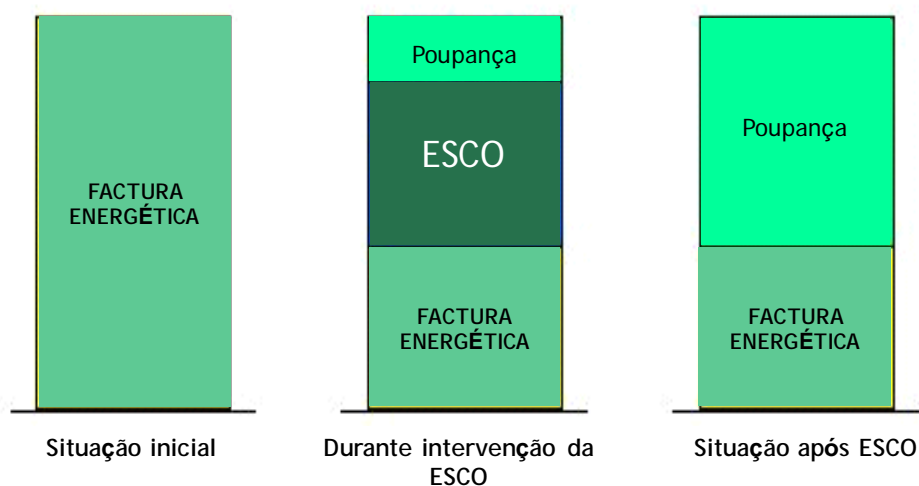 FACTURA
ENERGÉTICA
Situação inicial
Poupança
ESCO
FACTURA
ENERGÉTICA
Durante intervenção da
ESCO
Poupança
FACTURA
ENERGÉTICA
Situação após ESCO